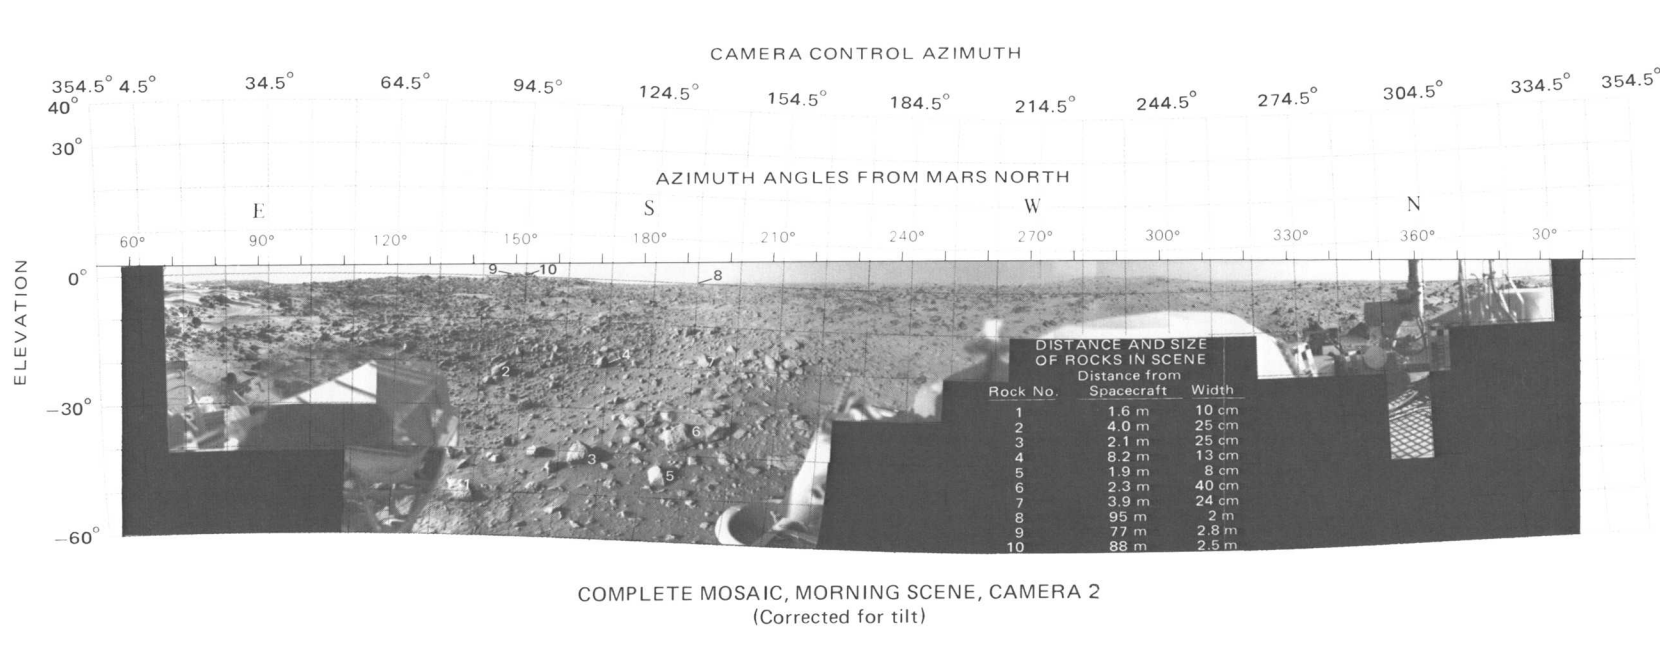 CAMERA CONTROL AZIMUTH
354.5° 4.5° 34.5° 64.5° 94.5° 124.5° 154.5° 184.5° 214.5° 244.5° 274.5° 304.5° 334.5° 354.5°
40°
30°
AZIMUTH ANGLES FROM MARS NORTH
E S W N
60° 90° 120° 150° 180° 210° 240° 270° 300° 330° 360° 30°
ELEVATION
0°
9 10 8
4 7
2
−30°
6
3
5
1
−60°
DISTANCE AND SIZE
OF ROCKS IN SCENE
Distance from
Rock No. Spacecraft Width
1 1.6 m 10 cm
2 4.0 m 25 cm
3 2.1 m 25 cm
4 8.2 m 13 cm
5 1.9 m 8 cm
6 2.3 m 40 cm
7 3.9 m 24 cm
8 95 m 2 m
9 77 m 2.8 m
10 88 m 2.5 m
COMPLETE MOSAIC, MORNING SCENE, CAMERA 2
(Corrected for tilt)